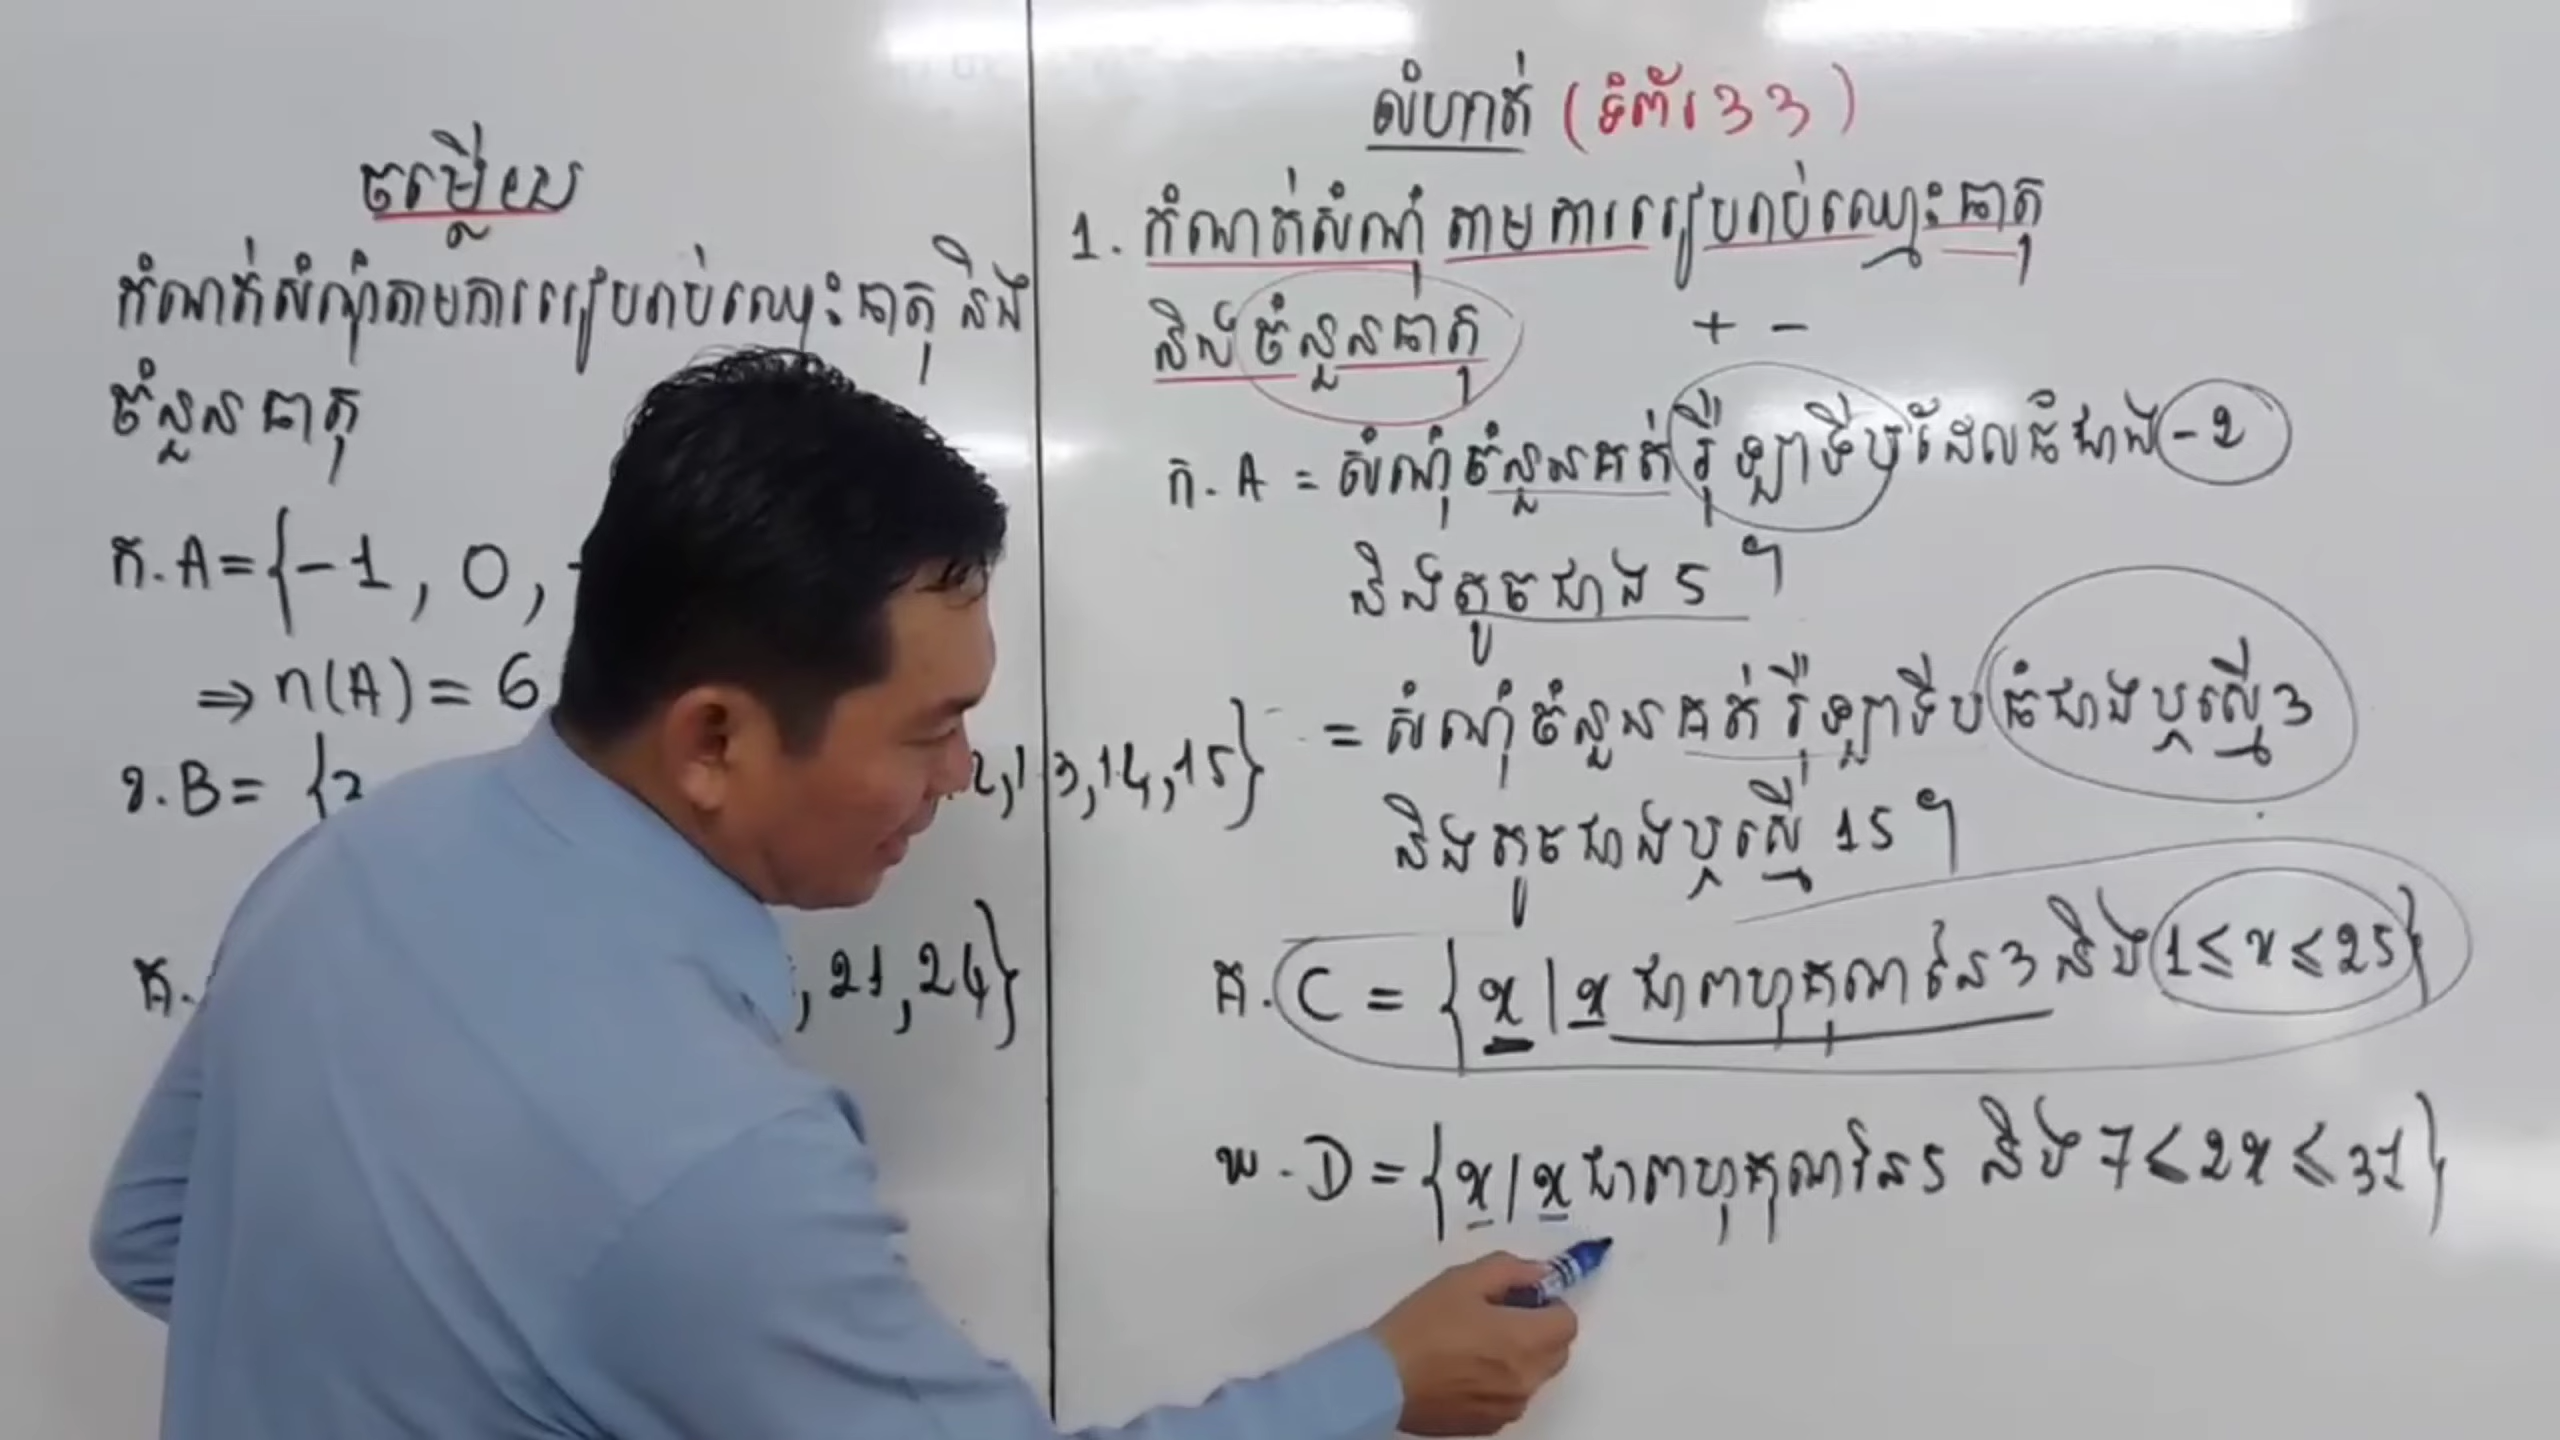 ចម្លើយ
កំណត់សំណុំតាមការរៀបរាប់ឈ្មោះធាតុ និង
ចំនួនធាតុ
ក. A = {-1, 0,
⇒ n(A) = 6
ខ. B = {3
2, 13, 14, 15}
គ.
, 21, 24}
លំហាត់ (ទំព័រ 33)
1. កំណត់សំណុំ តាមការរៀបរាប់ឈ្មោះធាតុ
និងចំនួនធាតុ
+ -
ក. A = សំណុំចំនួនគត់រ៉ឺឡាទីបដែលធំជាង -2
និងតូចជាង 5 ។
= សំណុំចំនួនគត់រ៉ឺឡាទីប ធំជាងឬស្មើ 3
និងតូចជាងឬស្មើ 15 ។
គ. C = {x | x ជាពហុគុណនៃ 3 និង 1 ≤ x ≤ 25}
ឃ. D = {x | x ជាពហុគុណនៃ 5 និង 7 ≤ 2x ≤ 31}